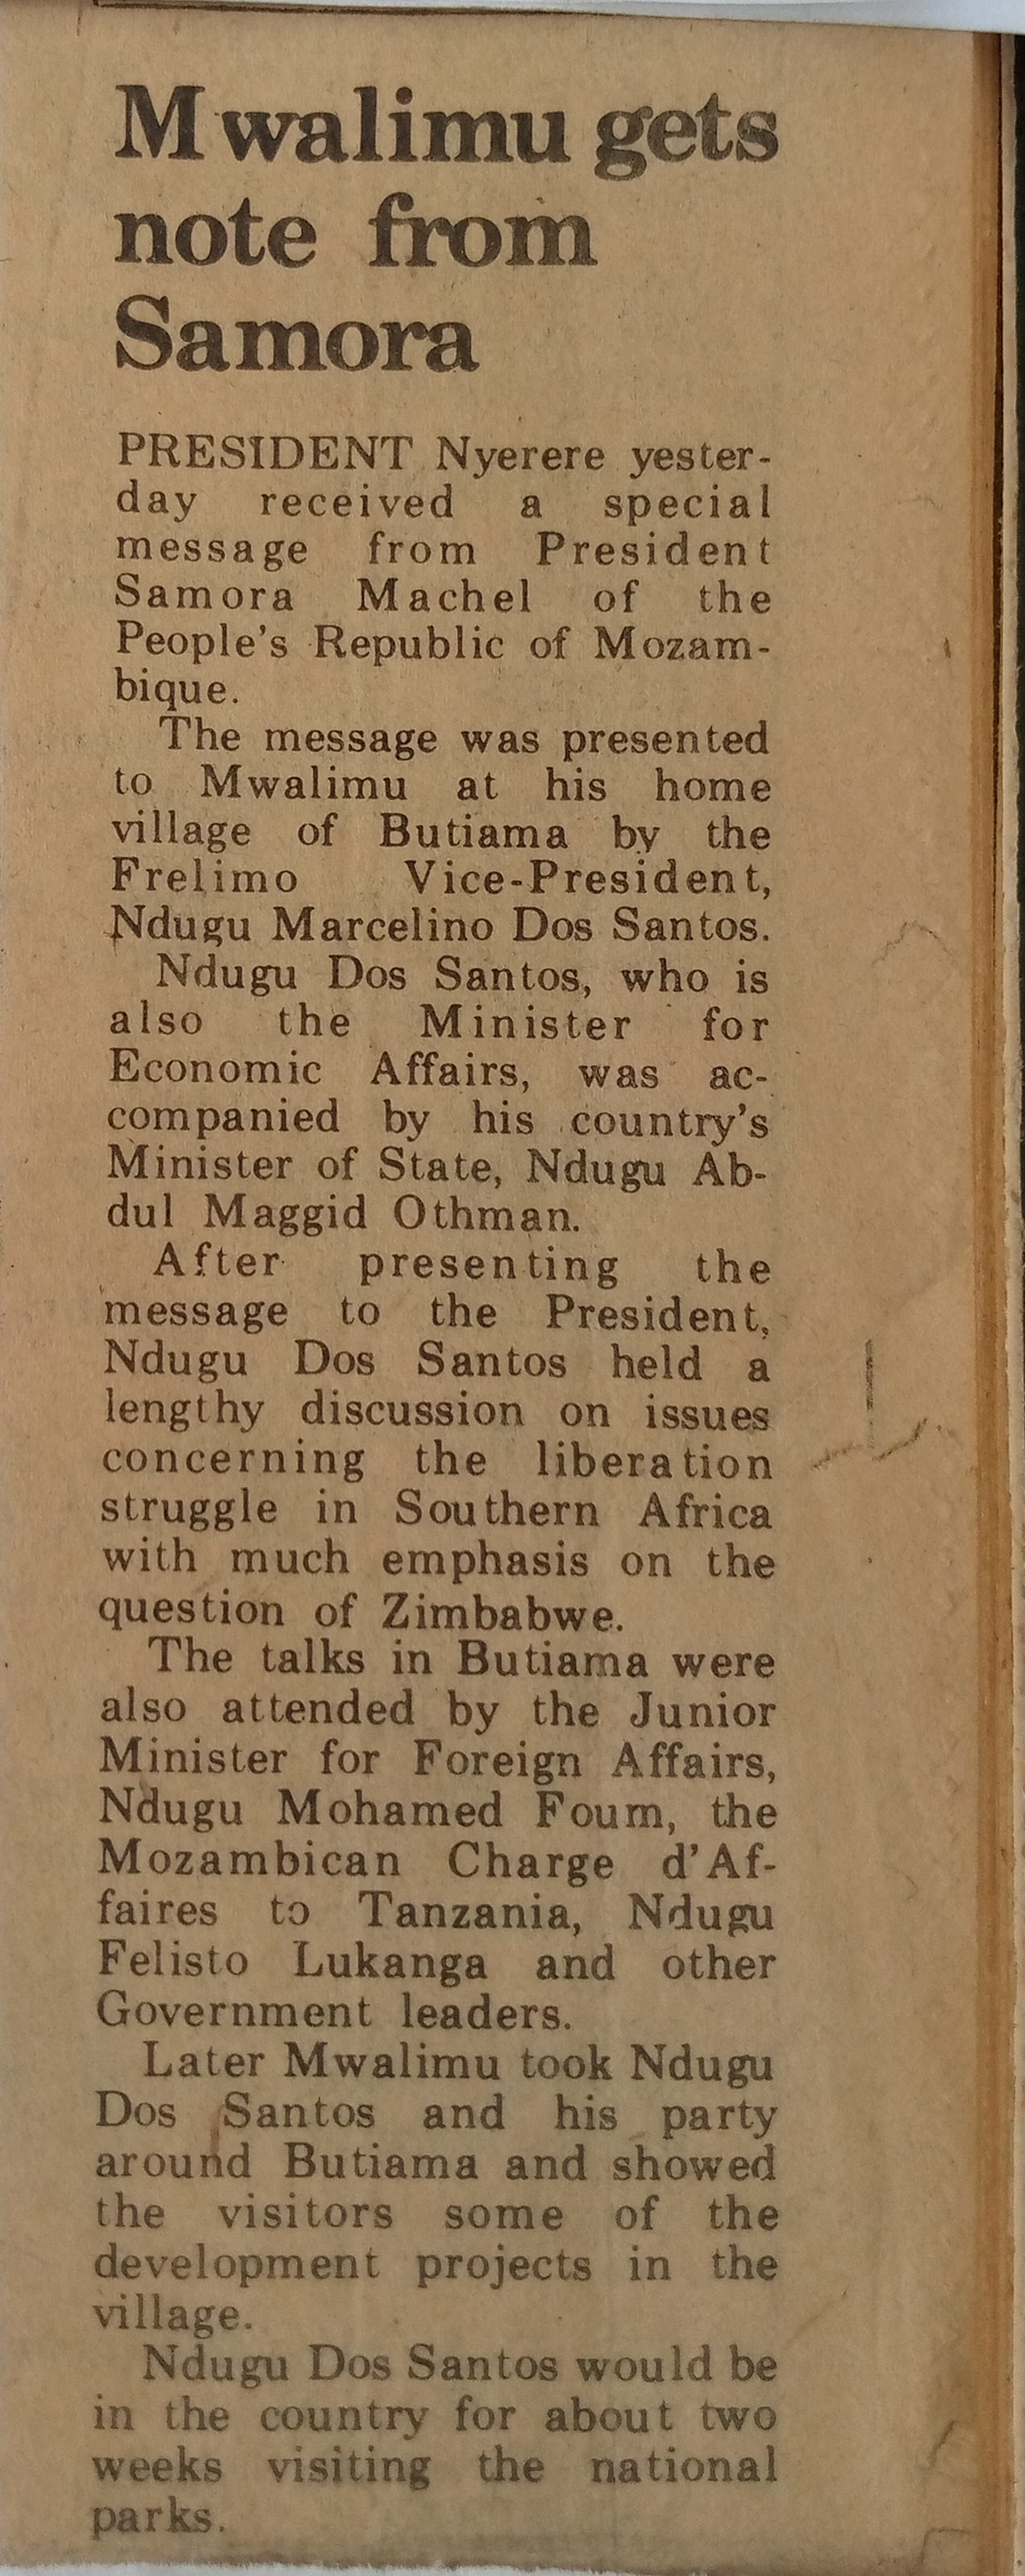 Mwalimu gets
note from
Samora
PRESIDENT Nyerere yester-
day received a special
message from President
Samora Machel of the
People's Republic of Mozam-
bique.
The message was presented
to Mwalimu at his home
village of Butiama by the
Frelimo Vice-President,
Ndugu Marcelino Dos Santos.
Ndugu Dos Santos, who is
also the Minister for
Economic Affairs, was ac-
companied by his country's
Minister of State, Ndugu Ab-
dul Maggid Othman.
After presenting the
message to the President,
Ndugu Dos Santos held a
lengthy discussion on issues
concerning the liberation
struggle in Southern Africa
with much emphasis on the
question of Zimbabwe.
The talks in Butiama were
also attended by the Junior
Minister for Foreign Affairs,
Ndugu Mohamed Foum, the
Mozambican Charge d'Af-
faires to Tanzania, Ndugu
Felisto Lukanga and other
Government leaders.
Later Mwalimu took Ndugu
Dos Santos and his party
around Butiama and showed
the visitors some of the
development projects in the
village.
Ndugu Dos Santos would be
in the country for about two
weeks visiting the national
parks.